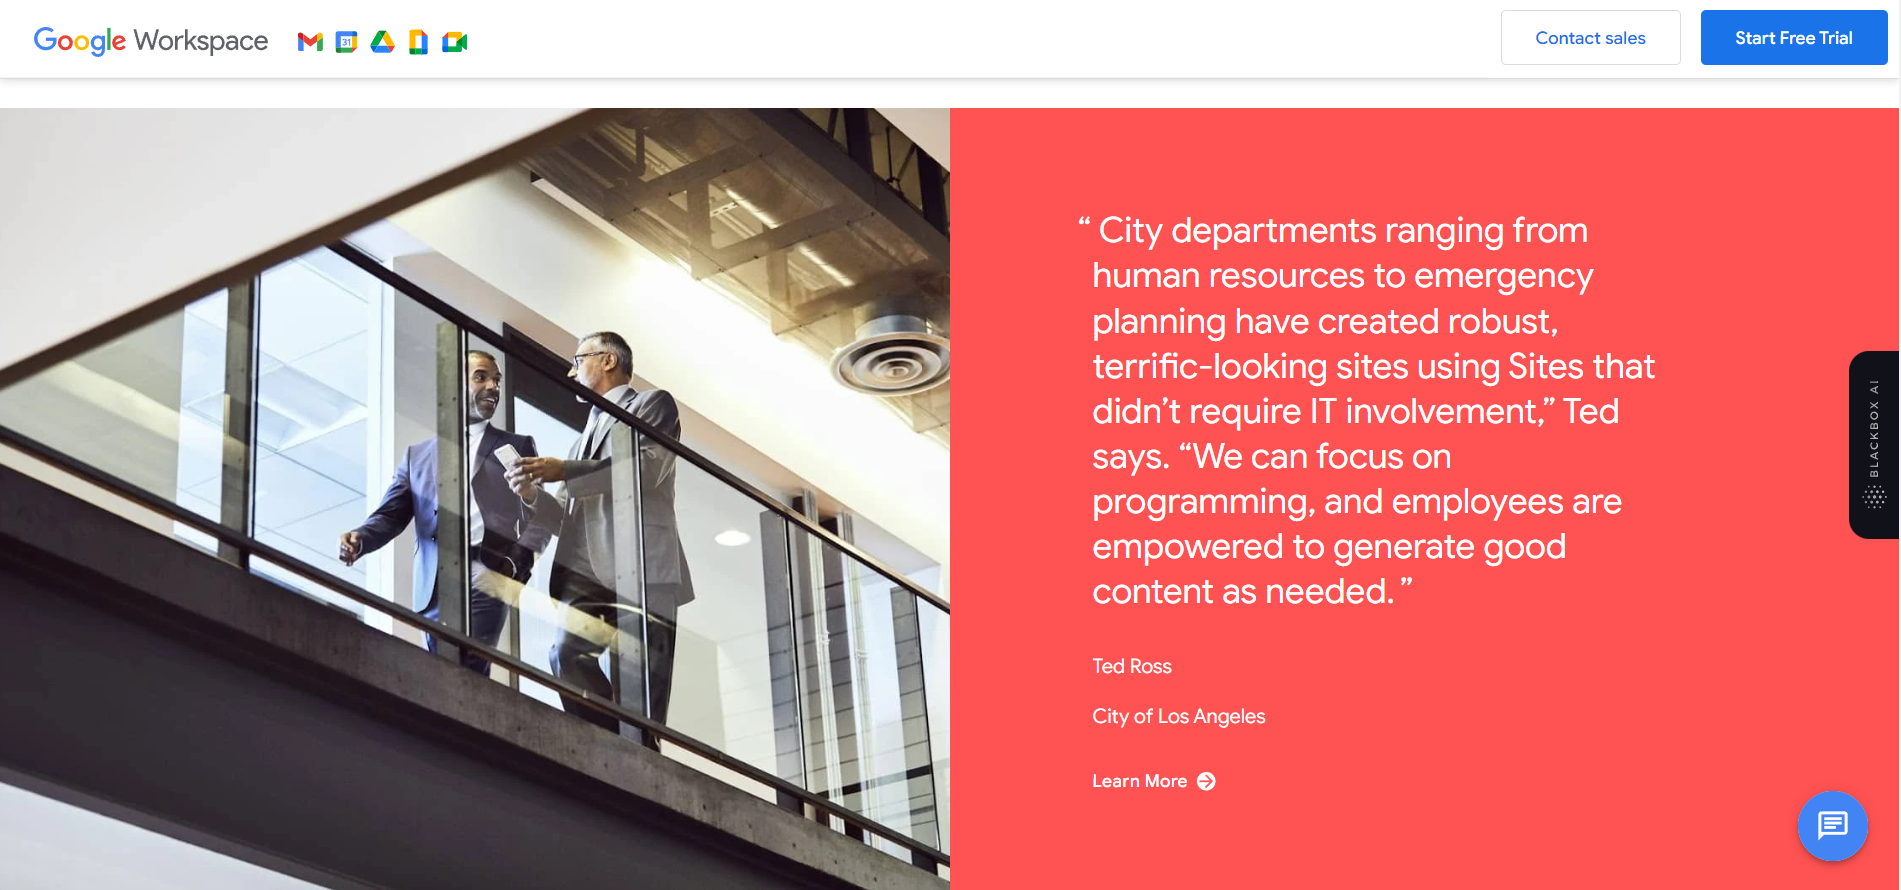 Google Workspace
31
Contact sales
Start Free Trial
“ City departments ranging from
human resources to emergency
planning have created robust,
terrific-looking sites using Sites that
didn’t require IT involvement,” Ted
says. “We can focus on
programming, and employees are
empowered to generate good
content as needed. ”
Ted Ross
City of Los Angeles
Learn More
BLACKBOX AI